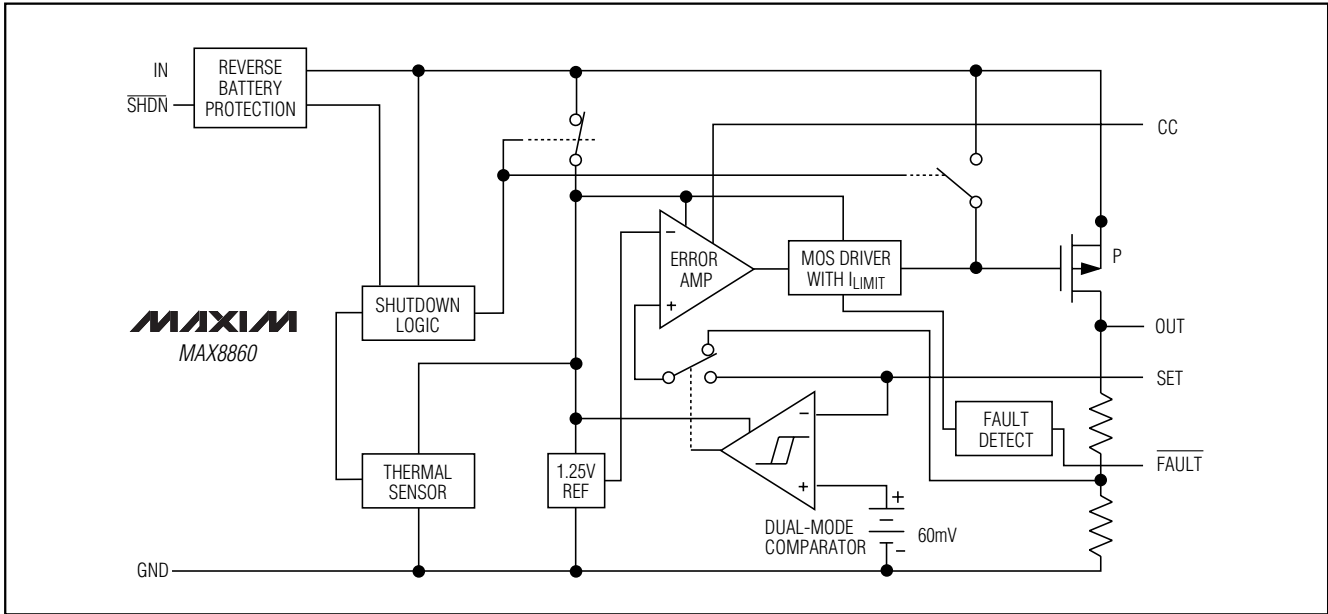 IN
SHDN
REVERSE
BATTERY
PROTECTION
CC
−
ERROR
AMP
+
MOS DRIVER
WITH ILIMIT
P
SHUTDOWN
LOGIC
MAXIM
MAX8860
OUT
SET
−
FAULT
DETECT
FAULT
THERMAL
SENSOR
1.25V
REF
+
+
DUAL-MODE
COMPARATOR
60mV
−
GND